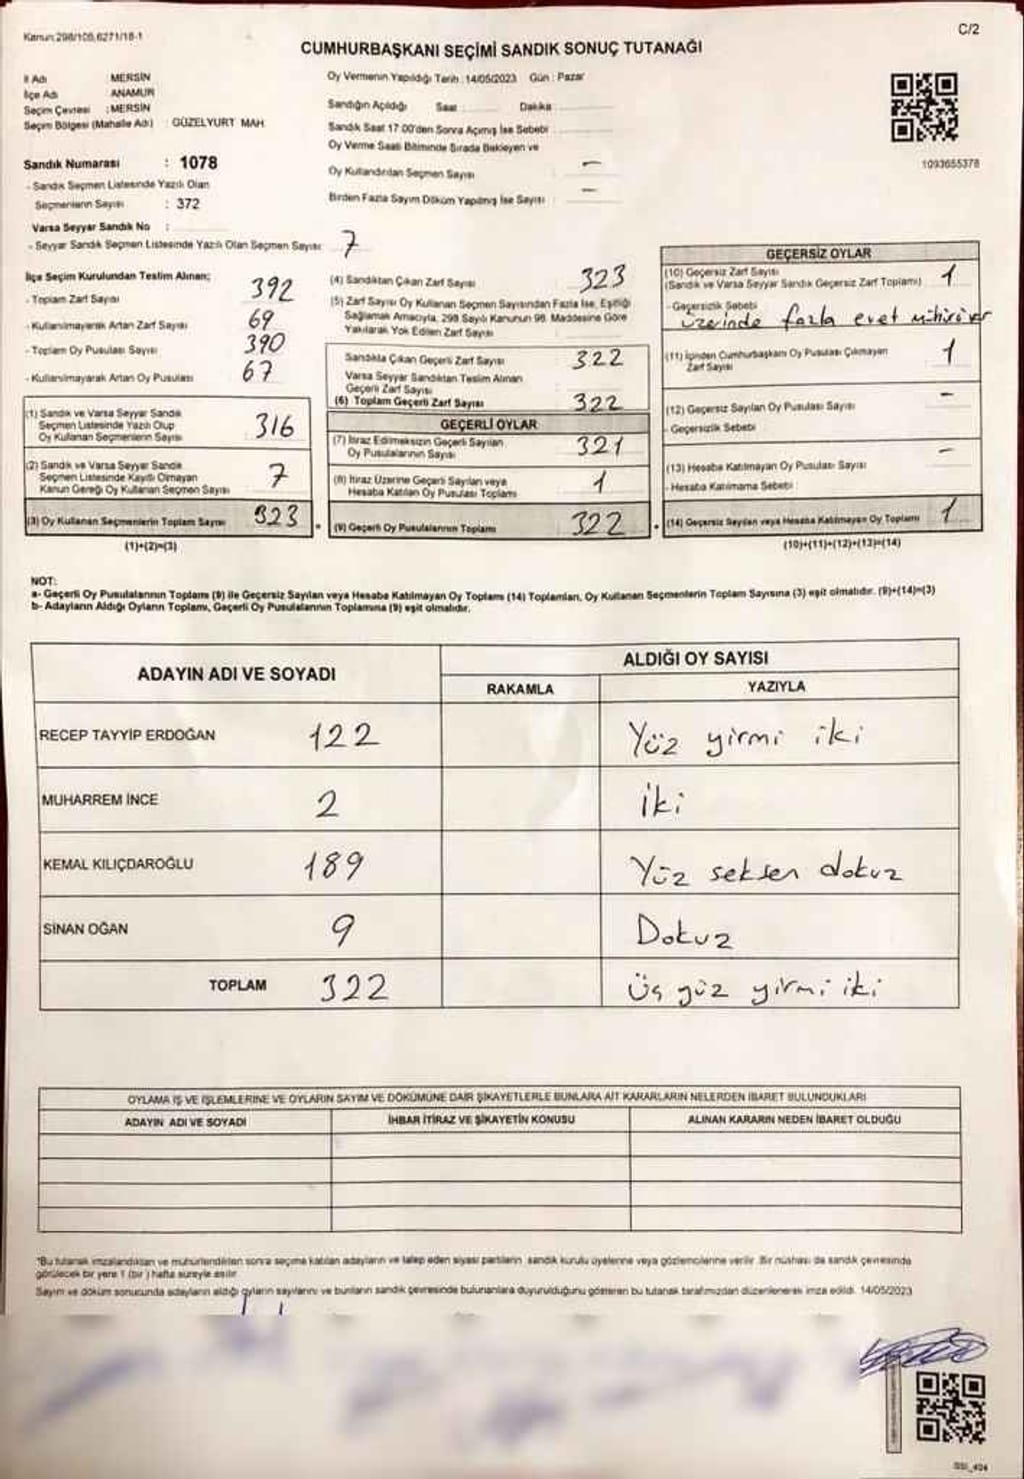 Kanun:298/105,6271/18-1
C/2
CUMHURBAŞKANI SEÇİMİ SANDIK SONUÇ TUTANAĞI
İl Adı MERSİN
İlçe Adı ANAMUR
Seçim Çevresi : MERSİN
Seçim Bölgesi (Mahalle Adı) : GÜZELYURT MAH.
Sandık Numarası : 1078
- Sandık Seçmen Listesinde Yazılı Olan
Seçmenlerin Sayısı : 372
Varsa Seyyar Sandık No :
- Seyyar Sandık Seçmen Listesinde Yazılı Olan Seçmen Sayısı: 7
Oy Vermenin Yapıldığı Tarih : 14/05/2023 Gün : Pazar
Sandığın Açıldığı Saat Dakika
Sandık Saat 17.00'den Sonra Açılmış İse Sebebi
Oy Verme Saati Bitiminde Sırada Bekleyen ve
Oy Kullandırılan Seçmen Sayısı : –
Birden Fazla Sayım Döküm Yapılmış İse Sayısı : –
1093655378
İlçe Seçim Kurulundan Teslim Alınan;
- Toplam Zarf Sayısı 392
- Kullanılmayarak Artan Zarf Sayısı 69
- Toplam Oy Pusulası Sayısı 390
- Kullanılmayarak Artan Oy Pusulası 67
(1) Sandık ve Varsa Seyyar Sandık
Seçmen Listesinde Yazılı Olup
Oy Kullanan Seçmenlerin Sayısı 316
(2) Sandık ve Varsa Seyyar Sandık
Seçmen Listesinde Kayıtlı Olmayan
Kanun Gereği Oy Kullanan Seçmen Sayısı 7
(3) Oy Kullanan Seçmenlerin Toplam Sayısı 323
(1)+(2)=(3)
(4) Sandıktan Çıkan Zarf Sayısı 323
(5) Zarf Sayısı Oy Kullanan Seçmen Sayısından Fazla İse, Eşitliği
Sağlamak Amacıyla, 298 Sayılı Kanunun 98. Maddesine Göre
Yakılarak Yok Edilen Zarf Sayısı
Sandıkta Çıkan Geçerli Zarf Sayısı 322
Varsa Seyyar Sandıktan Teslim Alınan
Geçerli Zarf Sayısı
(6) Toplam Geçerli Zarf Sayısı 322
GEÇERLİ OYLAR
(7) İtiraz Edilmeksizin Geçerli Sayılan
Oy Pusulalarının Sayısı 321
(8) İtiraz Üzerine Geçerli Sayılan veya
Hesaba Katılan Oy Pusulası Toplamı 1
(9) Geçerli Oy Pusulalarının Toplamı 322
GEÇERSİZ OYLAR
(10) Geçersiz Zarf Sayısı
(Sandık ve Varsa Seyyar Sandık Geçersiz Zarf Toplamı) 1
- Geçersizlik Sebebi
üzerinde fazla evet mührü var
(11) İçinden Cumhurbaşkanı Oy Pusulası Çıkmayan
Zarf Sayısı 1
(12) Geçersiz Sayılan Oy Pusulası Sayısı –
- Geçersizlik Sebebi
(13) Hesaba Katılmayan Oy Pusulası Sayısı –
- Hesaba Katılmama Sebebi :
(14) Geçersiz Sayılan veya Hesaba Katılmayan Oy Toplamı 1
(10)+(11)+(12)+(13)=(14)
NOT:
a- Geçerli Oy Pusulalarının Toplamı (9) ile Geçersiz Sayılan veya Hesaba Katılmayan Oy Toplamı (14) Toplamları, Oy Kullanan Seçmenlerin Toplam Sayısına (3) eşit olmalıdır. (9)+(14)=(3)
b- Adayların Aldığı Oyların Toplamı, Geçerli Oy Pusulalarının Toplamına (9) eşit olmalıdır.
ADAYIN ADI VE SOYADI
ALDIĞI OY SAYISI
RAKAMLA YAZIYLA
RECEP TAYYİP ERDOĞAN 122 Yüz yirmi iki
MUHARREM İNCE 2 iki
KEMAL KILIÇDAROĞLU 189 Yüz seksen dokuz
SİNAN OĞAN 9 Dokuz
TOPLAM 322 Üç yüz yirmi iki
OYLAMA İŞ VE İŞLEMLERİNE VE OYLARIN SAYIM VE DÖKÜMÜNE DAİR ŞİKAYETLERLE BUNLARA AİT KARARLARIN NELERDEN İBARET BULUNDUKLARI
ADAYIN ADI VE SOYADI İHBAR İTİRAZ VE ŞİKAYETİN KONUSU ALINAN KARARIN NEDEN İBARET OLDUĞU
*Bu tutanak imzalandıktan ve mühürlendikten sonra seçime katılan adayların ve talep eden siyasi partilerin sandık kurulu üyelerine veya gözlemcilerine verilir. Bir nüshası da sandık çevresinde
görülecek bir yere 1 (bir) hafta süreyle asılır.
Sayım ve döküm sonucunda adayların aldığı oyların sayılarını ve bunların sandık çevresinde bulunanlara duyurulduğunu gösteren bu tutanak tarafımızdan düzenlenerek imza edildi. 14/05/2023